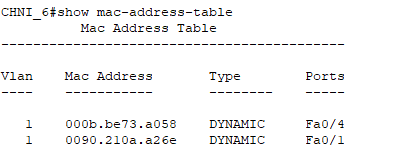 CHNI_6#show mac-address-table
Mac Address Table
-------------------------------------------
Vlan Mac Address Type Ports
---- ----------- -------- -----
1 000b.be73.a058 DYNAMIC Fa0/4
1 0090.210a.a26e DYNAMIC Fa0/1